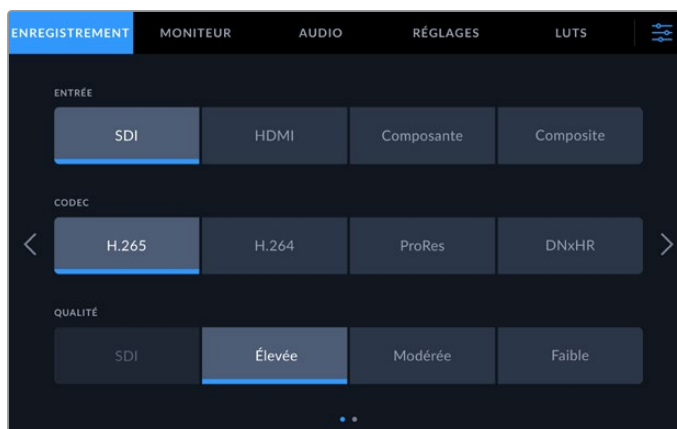 ENREGISTREMENT MONITEUR AUDIO RÉGLAGES LUTS
ENTRÉE
SDI HDMI Composante Composite
CODEC
H.265 H.264 ProRes DNxHR
QUALITÉ
SDI Élevée Modérée Faible